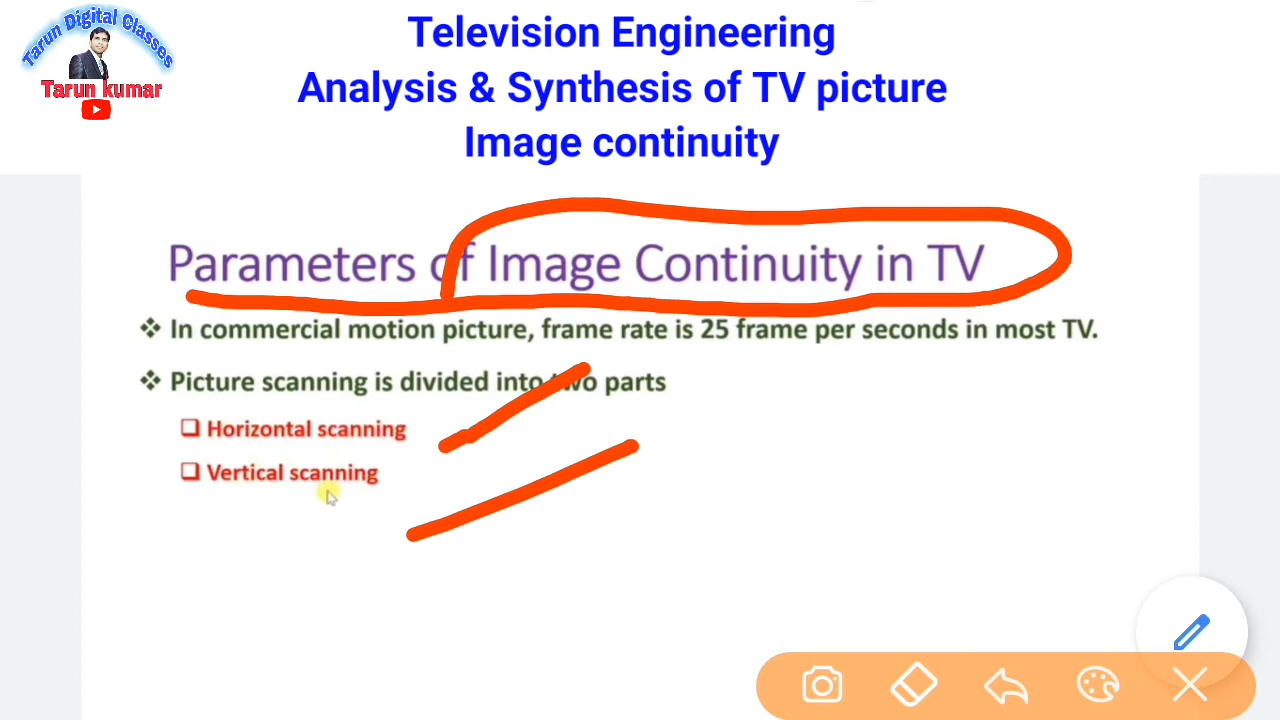 Tarun Digital Classes
Tarun kumar
Television Engineering
Analysis & Synthesis of TV picture
Image continuity
Parameters of Image Continuity in TV
❖ In commercial motion picture, frame rate is 25 frame per seconds in most TV.
❖ Picture scanning is divided into two parts
❑ Horizontal scanning
❑ Vertical scanning